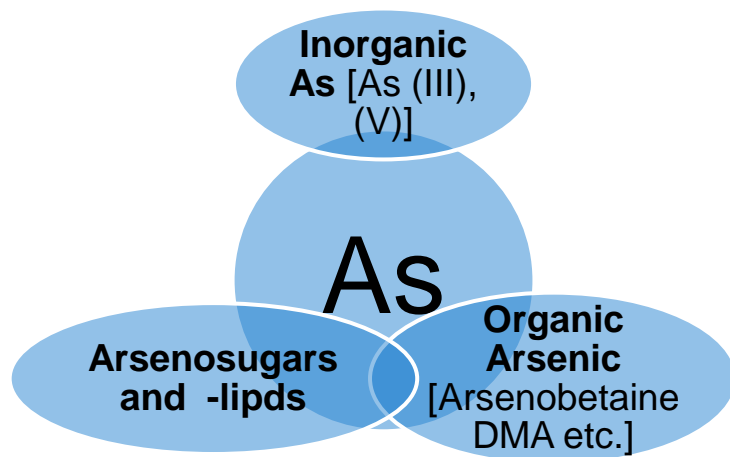 Inorganic
As [As (III),
(V)]
As
Arsenosugars
and -lipds
Organic
Arsenic
[Arsenobetaine
DMA etc.]